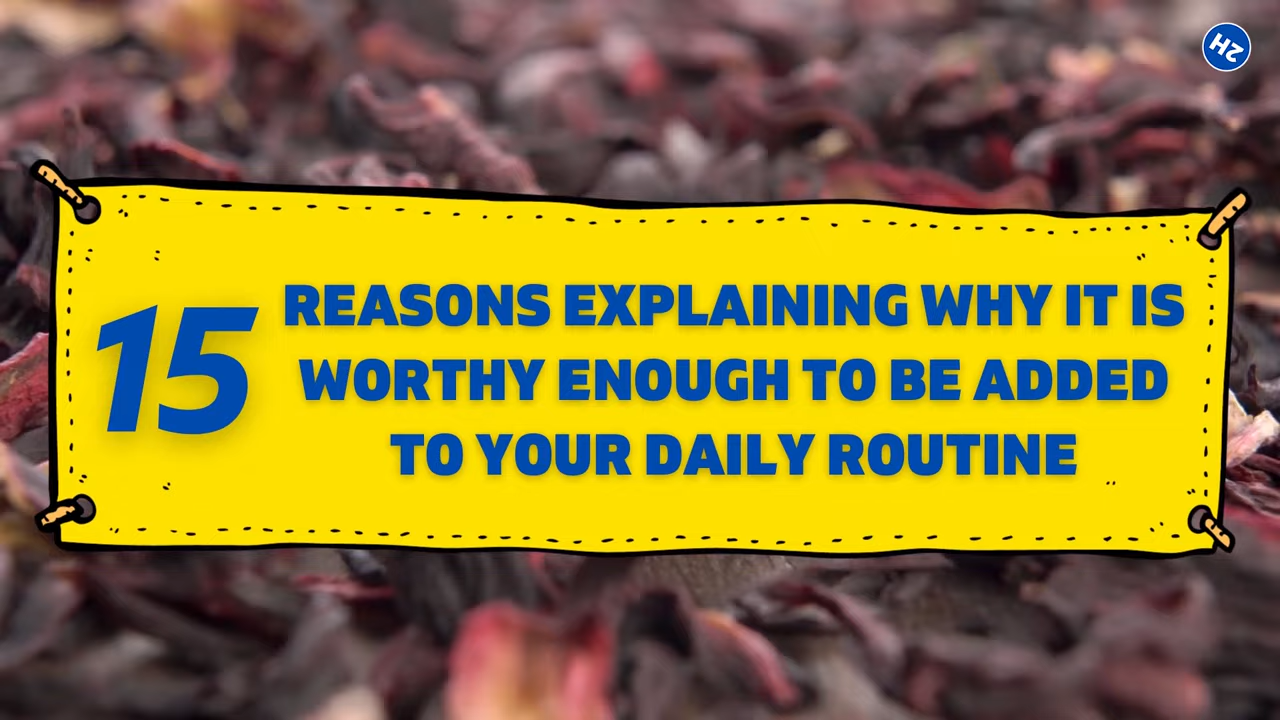 HZ
15
REASONS EXPLAINING WHY IT IS
WORTHY ENOUGH TO BE ADDED
TO YOUR DAILY ROUTINE